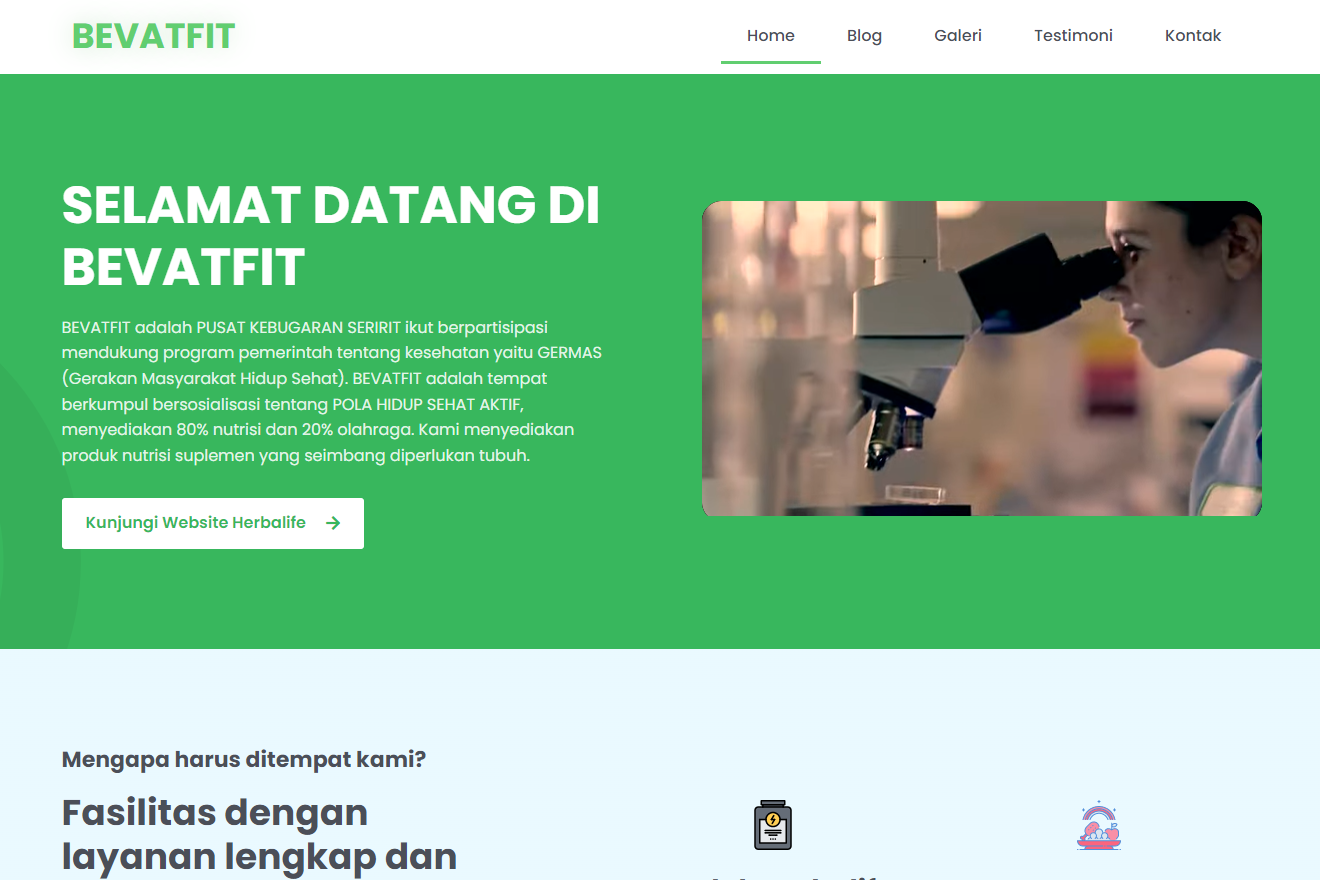 BEVATFIT
Home Blog Galeri Testimoni Kontak
SELAMAT DATANG DI
BEVATFIT
BEVATFIT adalah PUSAT KEBUGARAN SERIRIT ikut berpartisipasi
mendukung program pemerintah tentang kesehatan yaitu GERMAS
(Gerakan Masyarakat Hidup Sehat). BEVATFIT adalah tempat
berkumpul bersosialisasi tentang POLA HIDUP SEHAT AKTIF,
menyediakan 80% nutrisi dan 20% olahraga. Kami menyediakan
produk nutrisi suplemen yang seimbang diperlukan tubuh.
Kunjungi Website Herbalife
Mengapa harus ditempat kami?
Fasilitas dengan
layanan lengkap dan